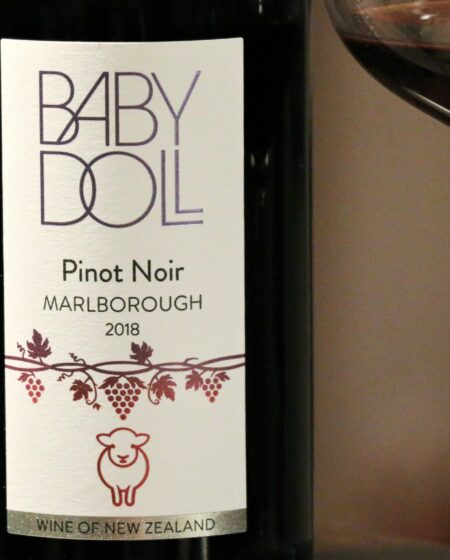 BABY
DOLL
Pinot Noir
MARLBOROUGH
2018
WINE OF NEW ZEALAND